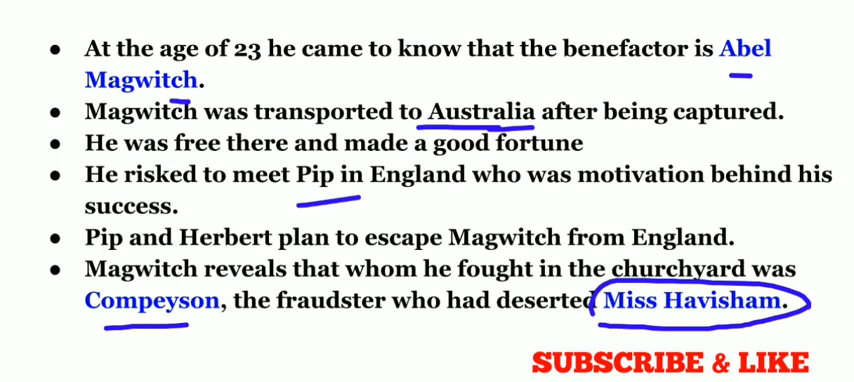 ● At the age of 23 he came to know that the benefactor is Abel
Magwitch.
● Magwitch was transported to Australia after being captured.
● He was free there and made a good fortune
● He risked to meet Pip in England who was motivation behind his
success.
● Pip and Herbert plan to escape Magwitch from England.
● Magwitch reveals that whom he fought in the churchyard was
Compeyson, the fraudster who had deserted Miss Havisham.
SUBSCRIBE & LIKE